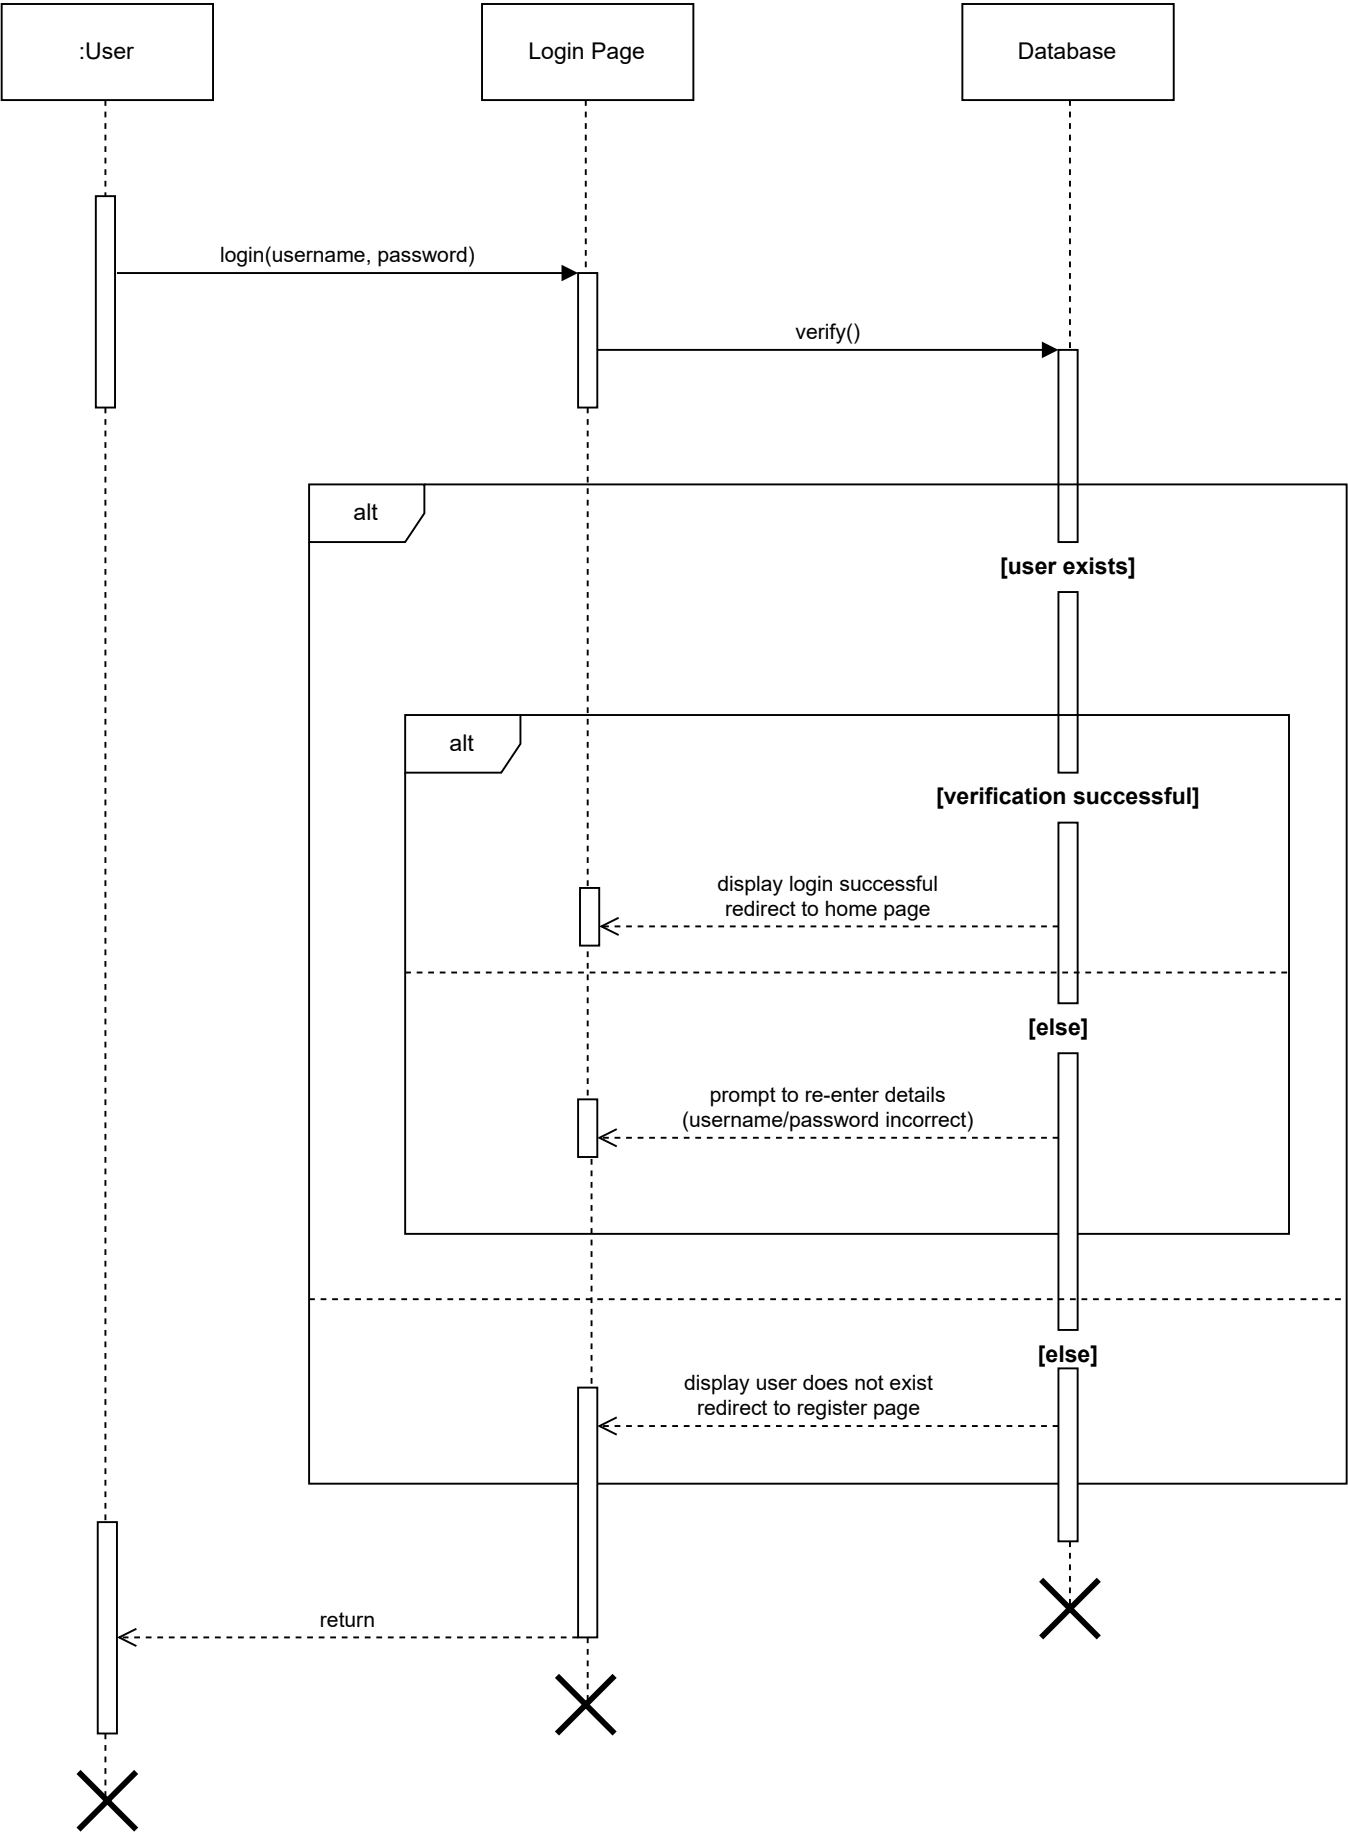 :User
Login Page
Database
login(username, password)
verify()
alt
[user exists]
alt
[verification successful]
display login successful
redirect to home page
[else]
prompt to re-enter details
(username/password incorrect)
[else]
display user does not exist
redirect to register page
return